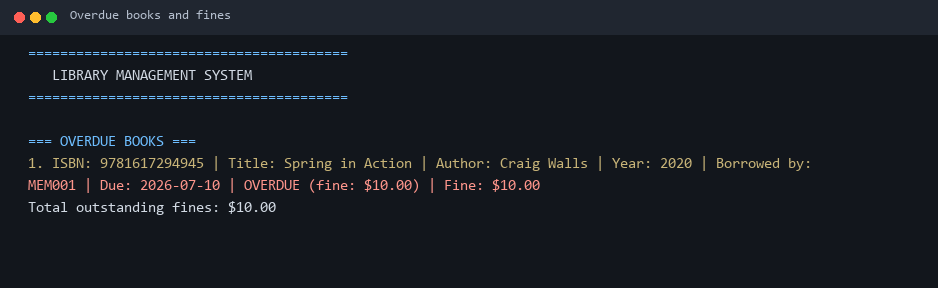 Overdue books and fines
========================================
LIBRARY MANAGEMENT SYSTEM
========================================
=== OVERDUE BOOKS ===
1. ISBN: 9781617294945 | Title: Spring in Action | Author: Craig Walls | Year: 2020 | Borrowed by:
MEM001 | Due: 2026-07-10 | OVERDUE (fine: $10.00) | Fine: $10.00
Total outstanding fines: $10.00